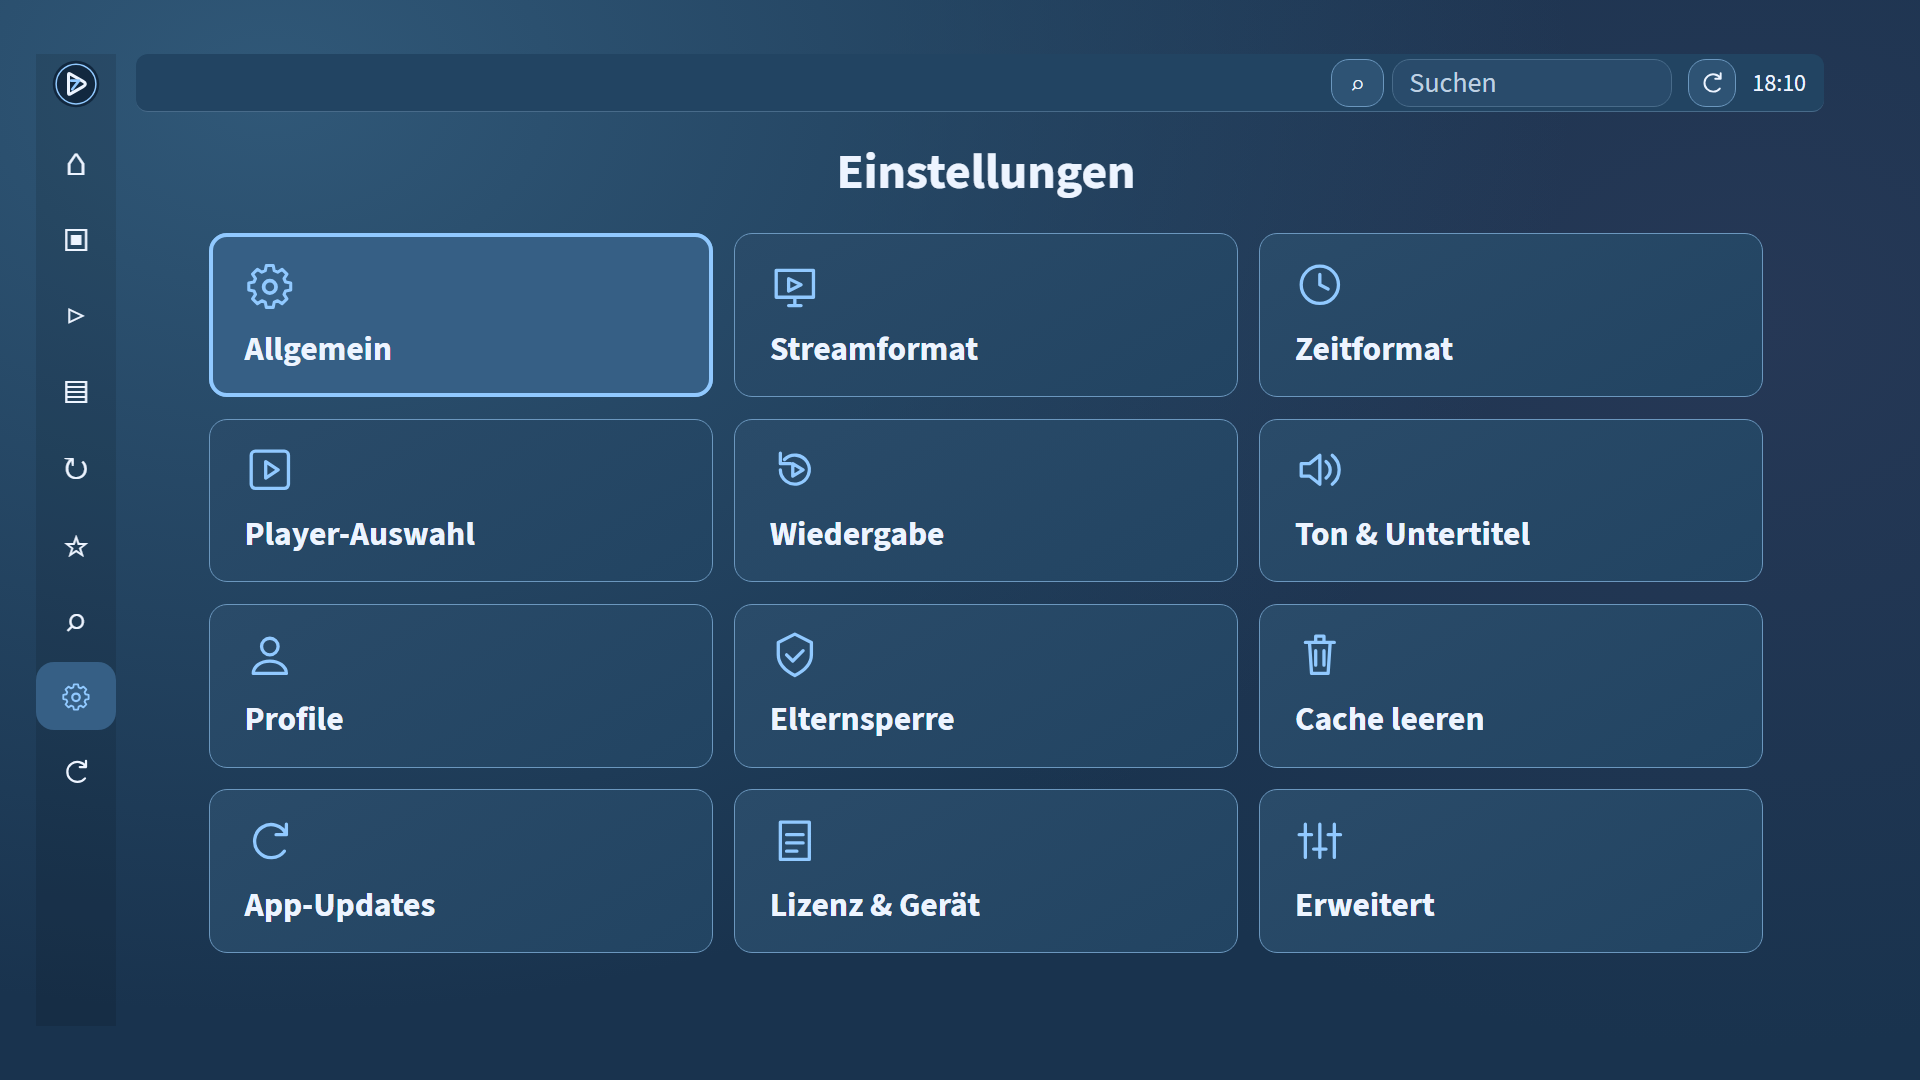 Suchen
18:10
Einstellungen
Allgemein
Streamformat
Zeitformat
Player-Auswahl
Wiedergabe
Ton & Untertitel
Profile
Elternsperre
Cache leeren
App-Updates
Lizenz & Gerät
Erweitert